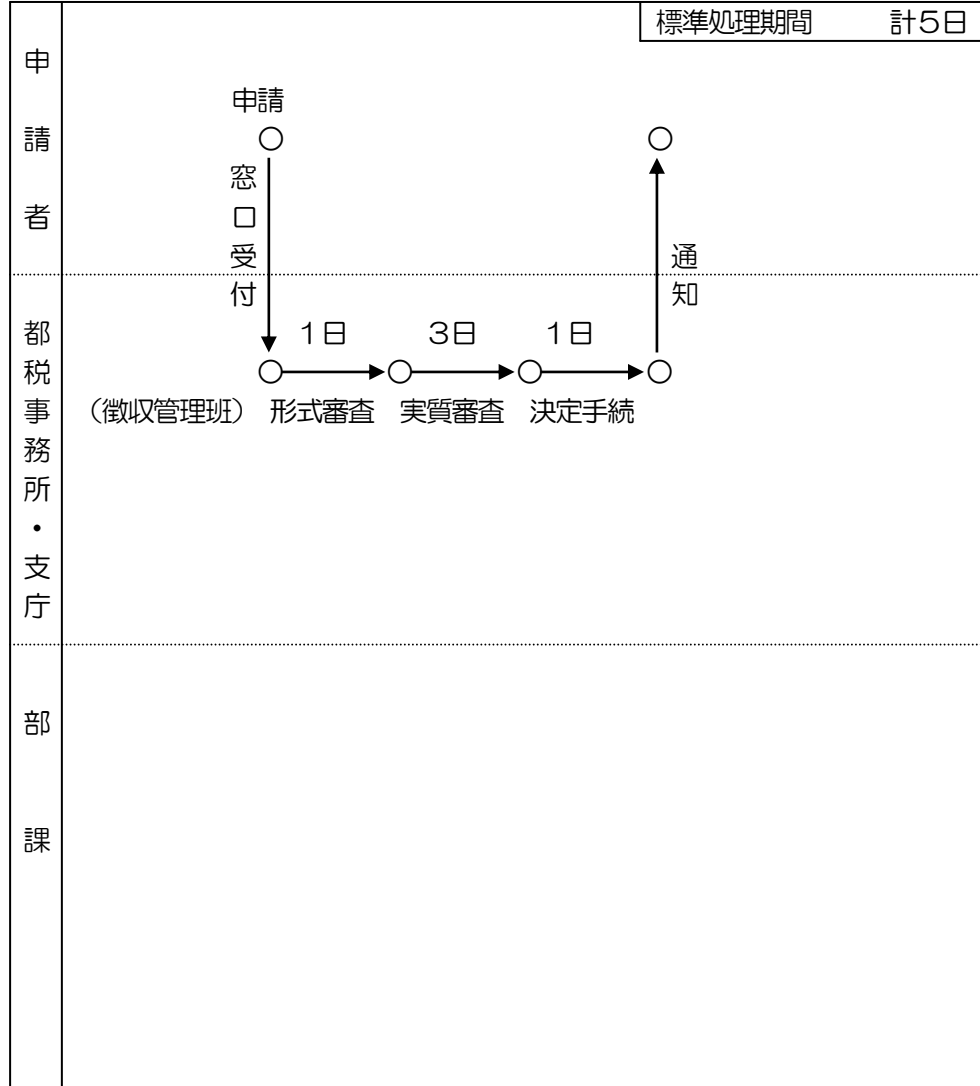 標準処理期間　計5日
申請者
申請
窓口受付
通知
都税事務所・支庁
1日　3日　1日
（徴収管理班）　形式審査　実質審査　決定手続
部課